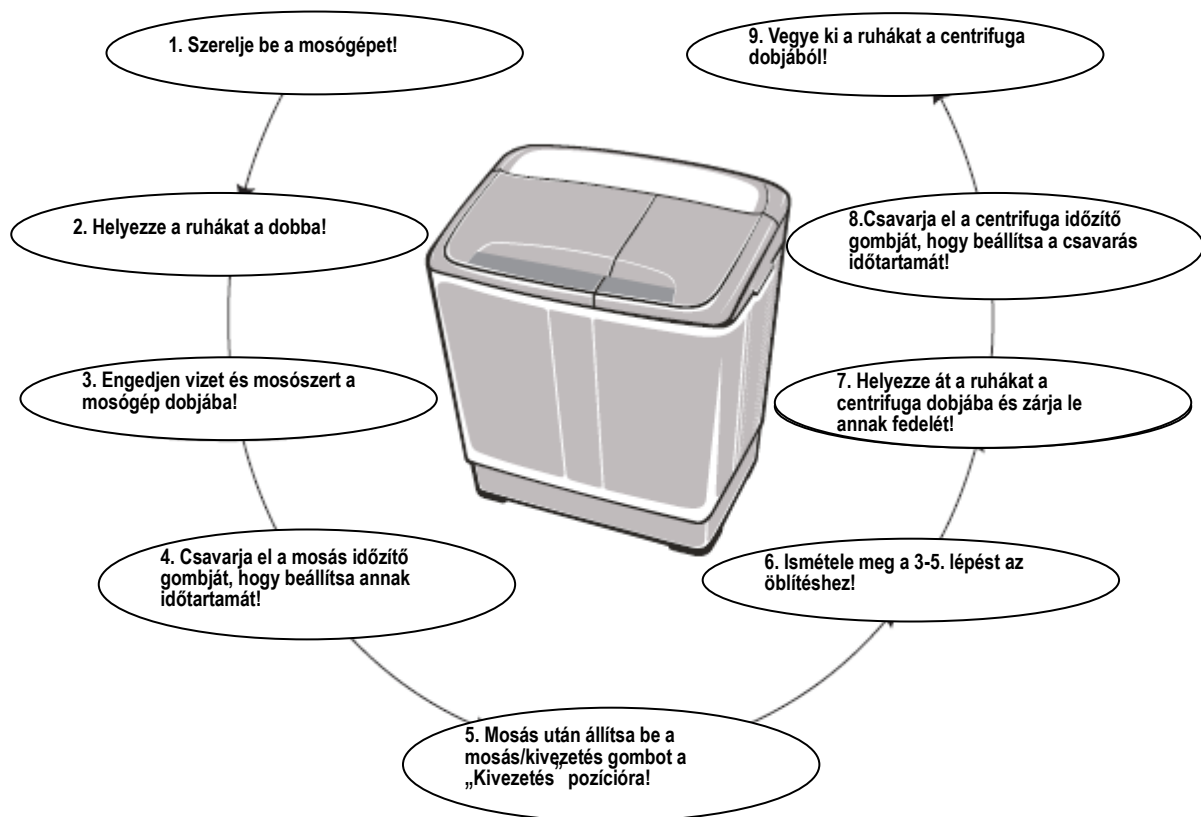 1. Szerelje be a mosógépet!
2. Helyezze a ruhákat a dobba!
3. Engedjen vizet és mosószert a
mosógép dobjába!
4. Csavarja el a mosás időzítő
gombját, hogy beállítsa annak
időtartamát!
5. Mosás után állítsa be a
mosás/kivezetés gombot a
„Kivezetés” pozícióra!
6. Ismétele meg a 3-5. lépést az
öblítéshez!
7. Helyezze át a ruhákat a
centrifuga dobjába és zárja le
annak fedelét!
8.Csavarja el a centrifuga időzítő
gombját, hogy beállítsa a csavarás
időtartamát!
9. Vegye ki a ruhákat a centrifuga
dobjából!